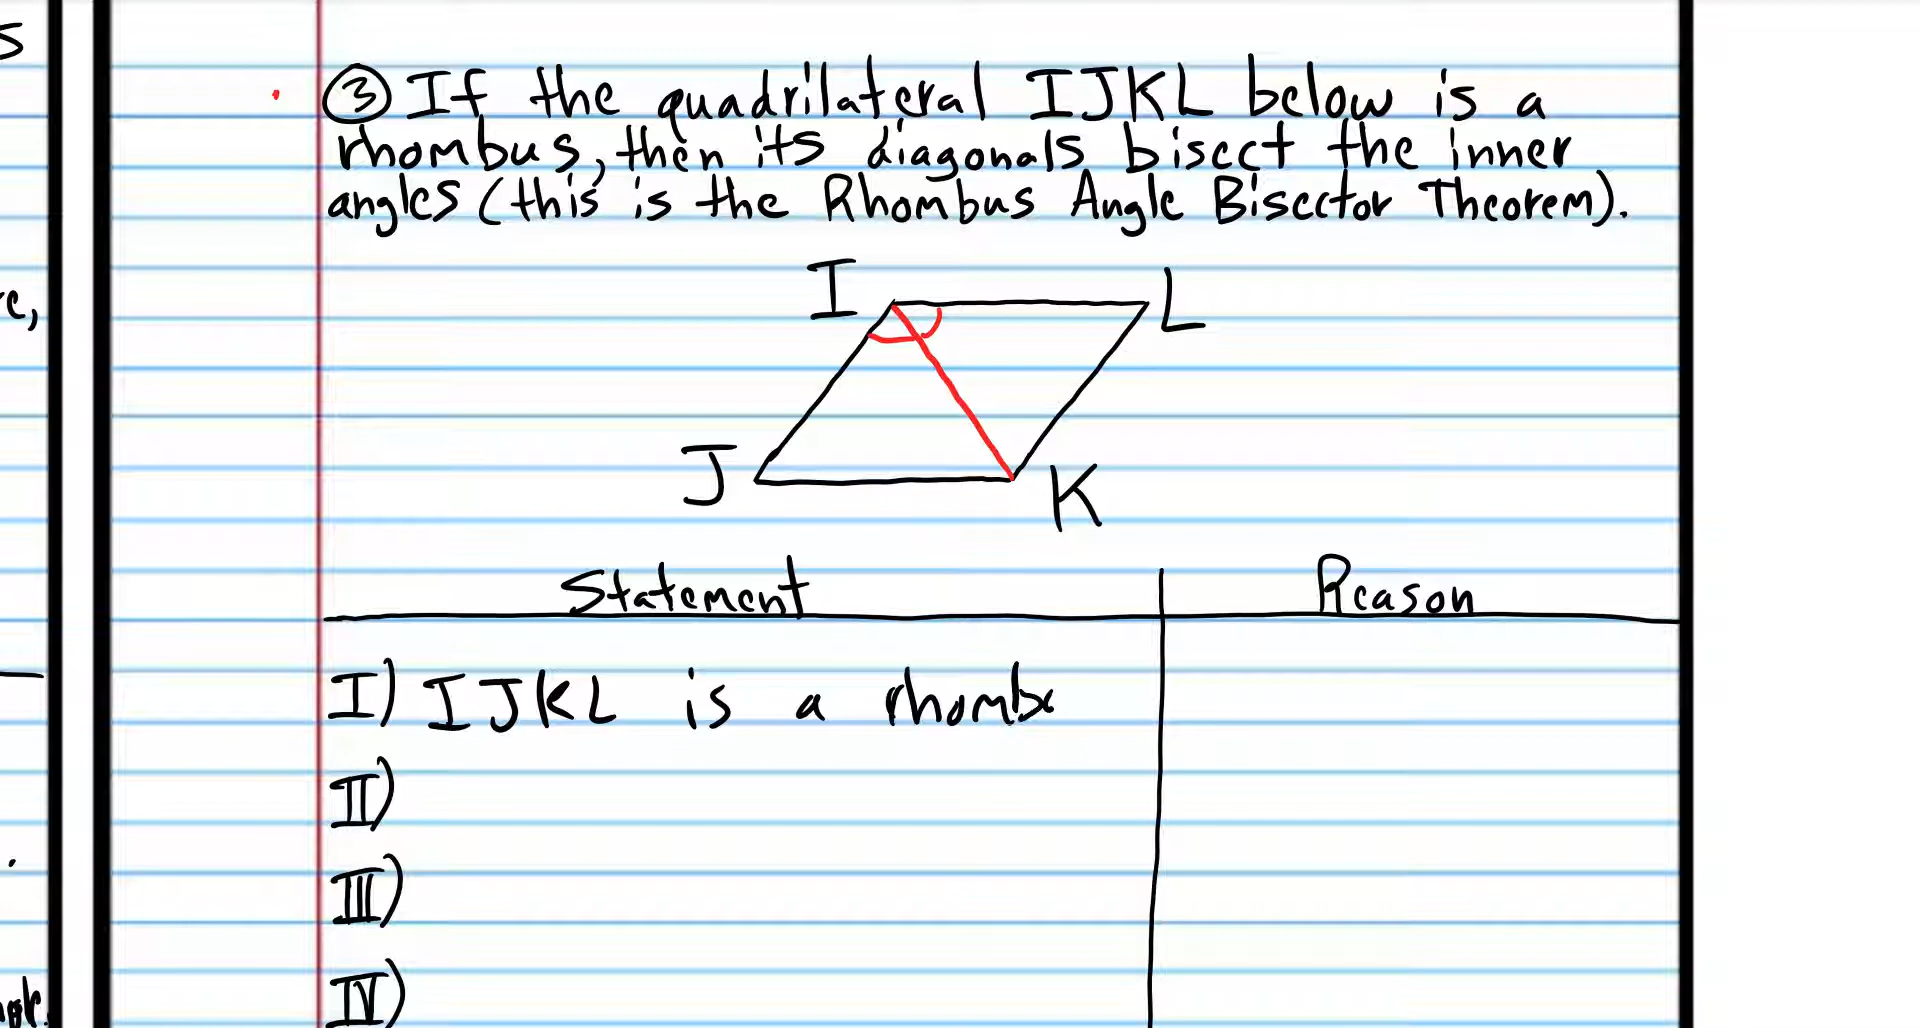 ③ If the quadrilateral IJKL below is a
rhombus, then its diagonals bisect the inner
angles (this is the Rhombus Angle Bisector Theorem).
I L
J K
Statement Reason
I) IJKL is a
II)
III)
IV)